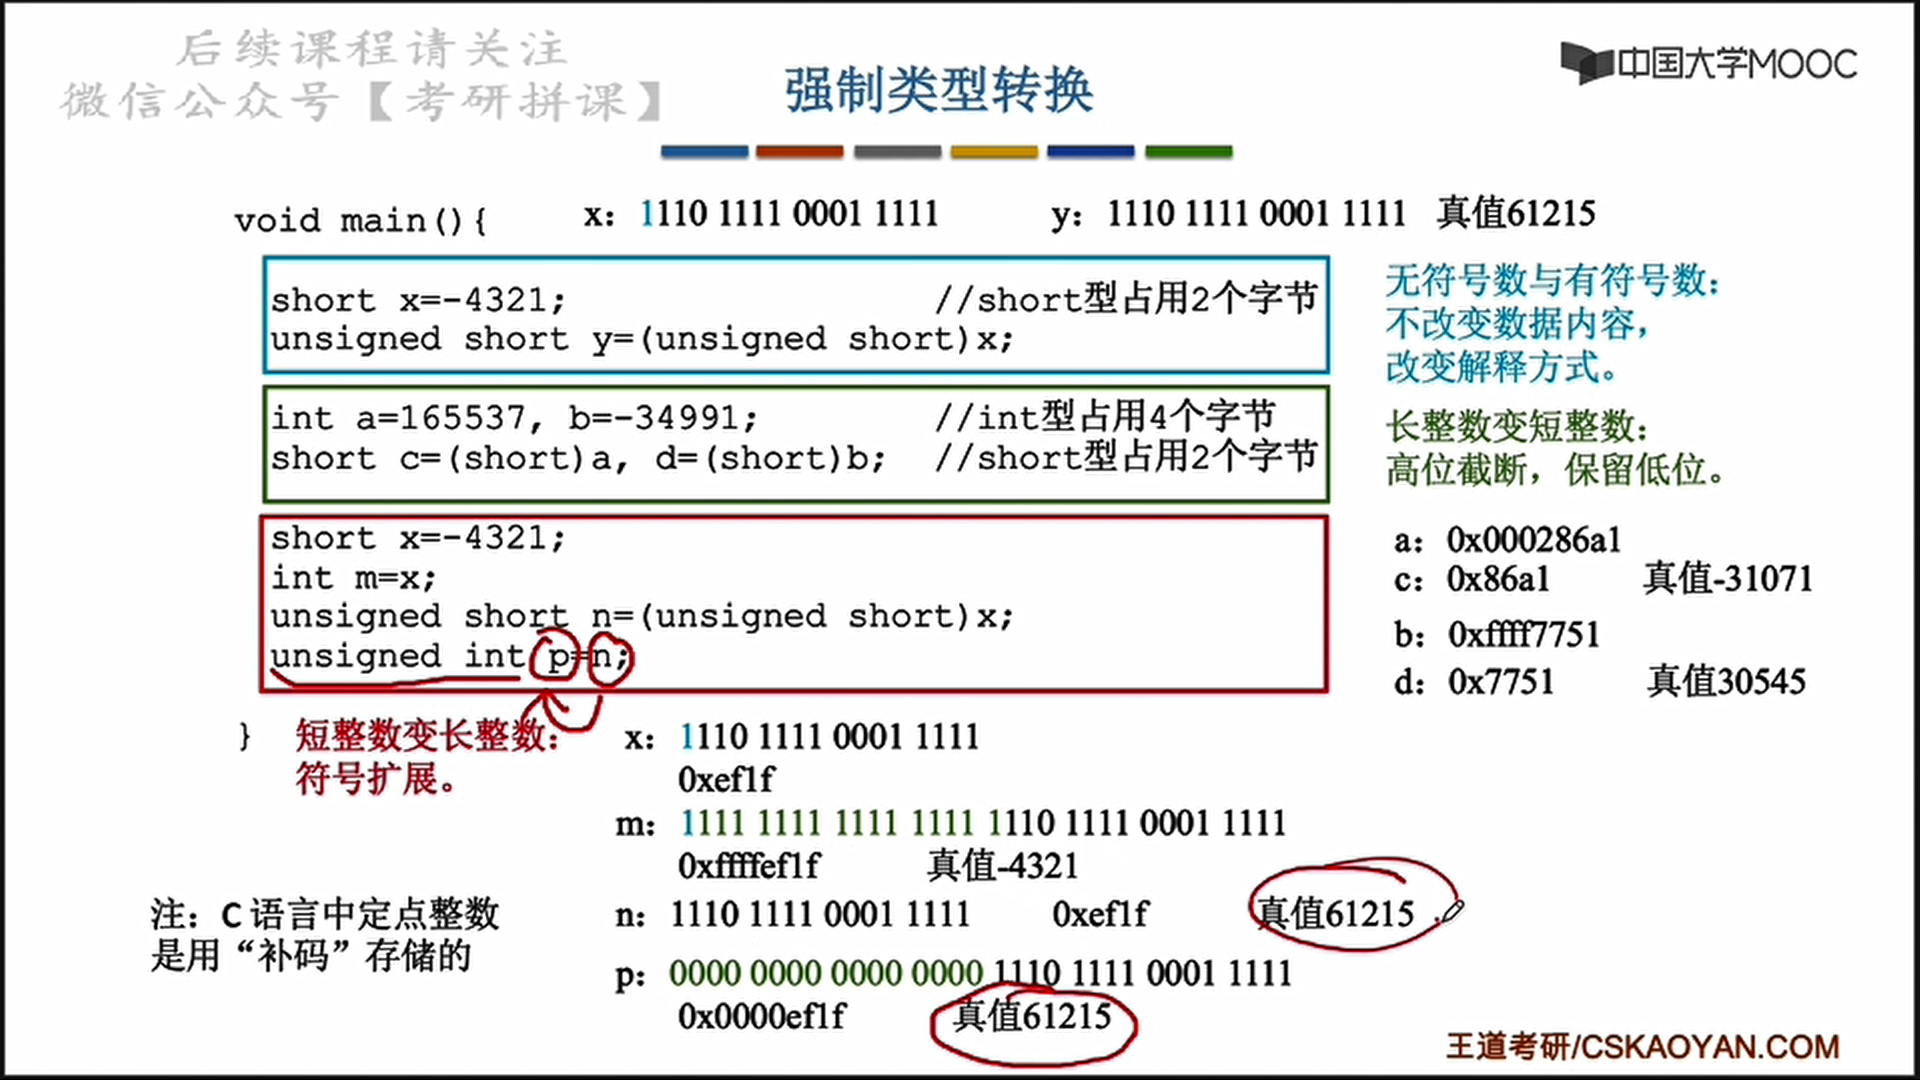 后续课程请关注
微信公众号【考研拼课】
中国大学MOOC
强制类型转换
void main(){
x：1110 1111 0001 1111
y：1110 1111 0001 1111 真值61215
short x=-4321; //short型占用2个字节
unsigned short y=(unsigned short)x;
无符号数与有符号数：
不改变数据内容，
改变解释方式。
int a=165537, b=-34991; //int型占用4个字节
short c=(short)a, d=(short)b; //short型占用2个字节
长整数变短整数：
高位截断，保留低位。
short x=-4321;
int m=x;
unsigned short n=(unsigned short)x;
unsigned int p=n;
a：0x000286a1
c：0x86a1 真值-31071
b：0xffff7751
d：0x7751 真值30545
}
短整数变长整数：
符号扩展。
x：1110 1111 0001 1111
0xef1f
m：1111 1111 1111 1111 1110 1111 0001 1111
0xffffef1f 真值-4321
n：1110 1111 0001 1111 0xef1f 真值61215
p：0000 0000 0000 0000 1110 1111 0001 1111
0x0000ef1f 真值61215
注：C 语言中定点整数
是用“补码”存储的
王道考研/CSKAOYAN.COM